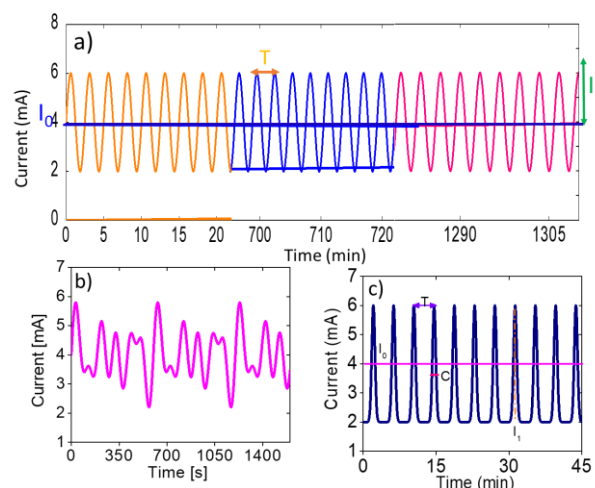 a)
Current (mA)
8
6
4
2
0
T
I
I
0
0 5 10 15 20 700 710 720 1290 1305
Time (min)
b)
Current [mA]
7
6
5
4
3
2
1
0 350 700 1050 1400
Time [s]
c)
Current (mA)
7
6
5
4
3
2
1
T
I0
C
I1
0 15 30 45
Time (min)